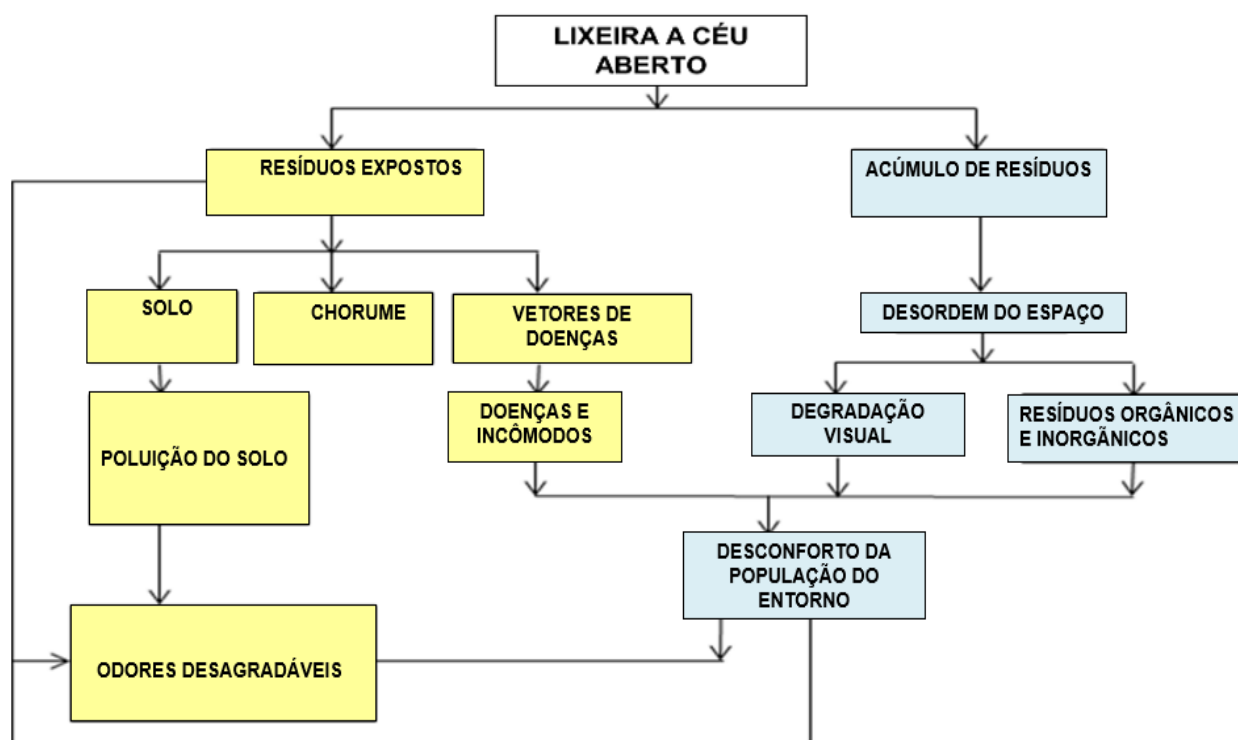 LIXEIRA A CÉU
ABERTO
RESÍDUOS EXPOSTOS
ACÚMULO DE RESÍDUOS
SOLO
CHORUME
VETORES DE
DOENÇAS
DESORDEM DO ESPAÇO
POLUIÇÃO DO SOLO
DOENÇAS E
INCÔMODOS
DEGRADAÇÃO
VISUAL
RESÍDUOS ORGÂNICOS
E INORGÃNICOS
DESCONFORTO DA
POPULAÇÃO DO
ENTORNO
ODORES DESAGRADÁVEIS